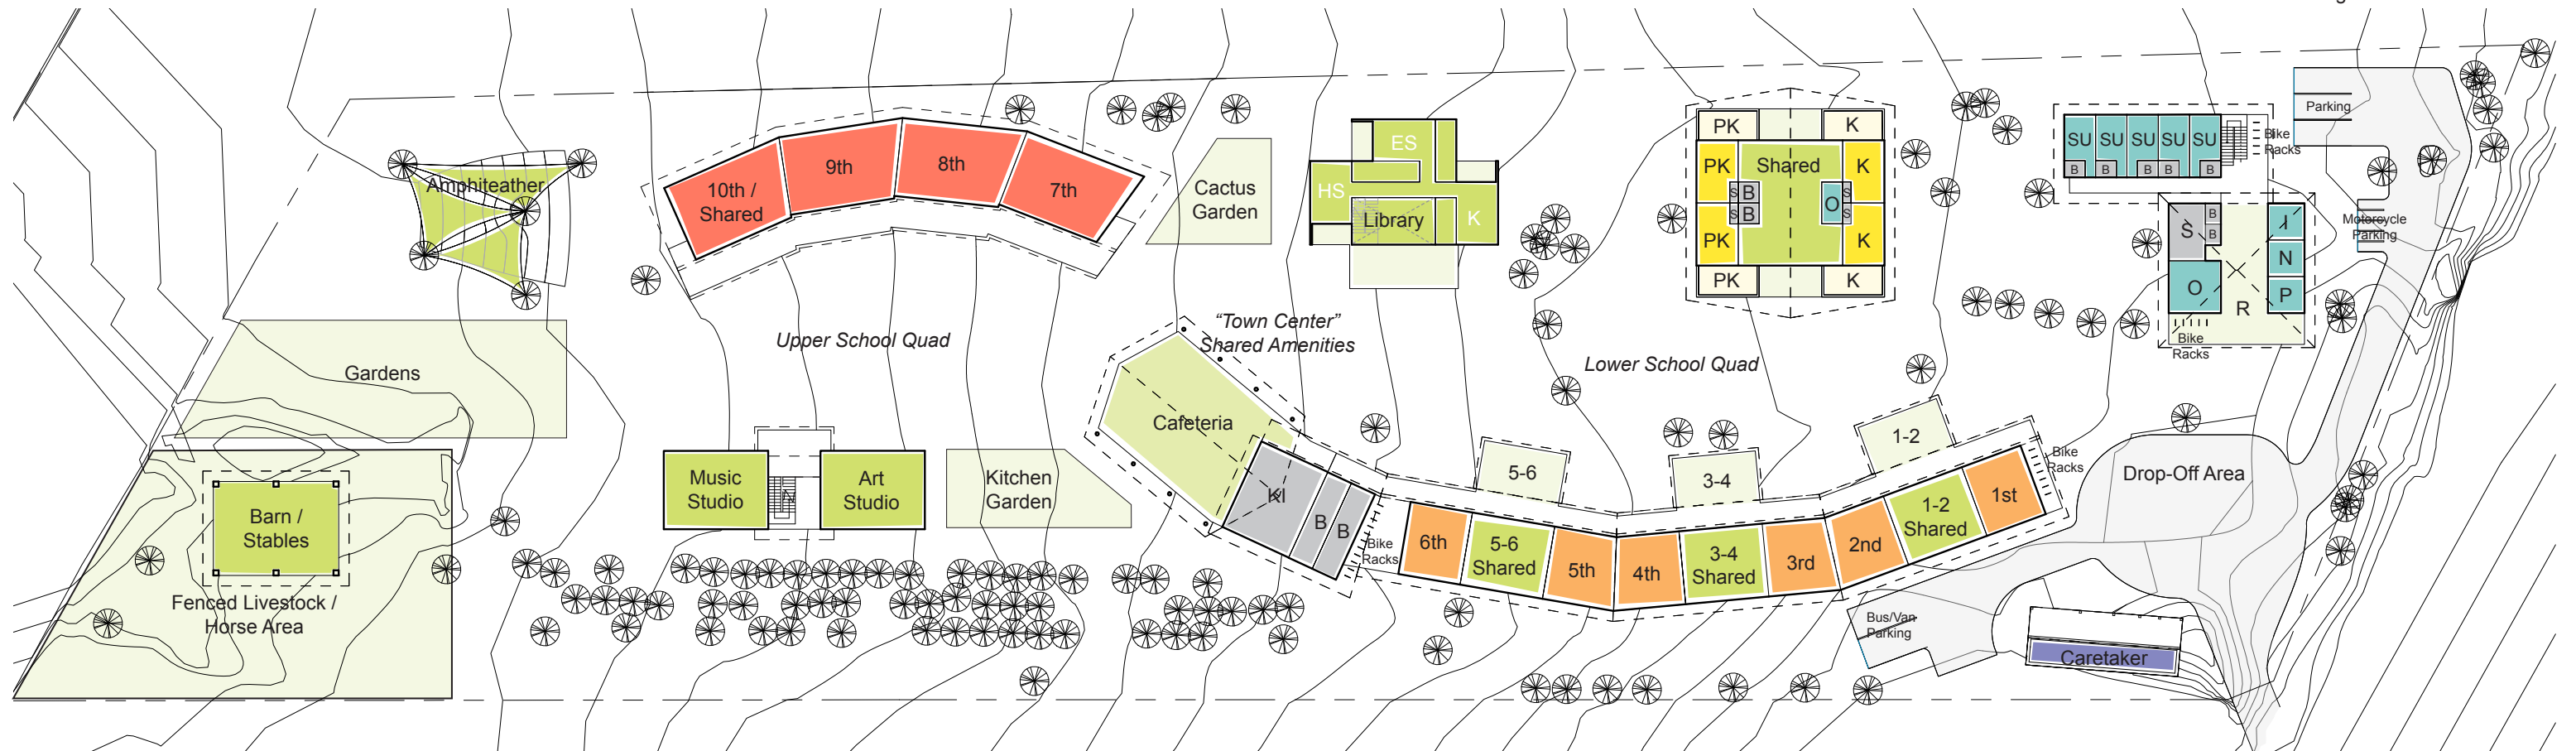 Parking
SU SU SU SU SU
B B B B B
Bike
Racks
Motorcycle
Parking
S
B
B
O
I
N
P
R
Bike
Racks
Amphiteather
10th /
Shared
9th
8th
7th
Cactus
Garden
ES
HS
Library
K
PK
K
PK
Shared
K
S
B
S
B
O
S
S
PK
K
PK
K
Upper School Quad
“Town Center”
Shared Amenities
Lower School Quad
Gardens
Cafeteria
Music
Studio
Art
Studio
Kitchen
Garden
KI
B
B
Bike
Racks
5-6
3-4
1-2
6th
5-6
Shared
5th
4th
3-4
Shared
3rd
2nd
1-2
Shared
1st
Bike
Racks
Drop-Off Area
Barn /
Stables
Fenced Livestock /
Horse Area
Bus/Van
Parking
Caretaker